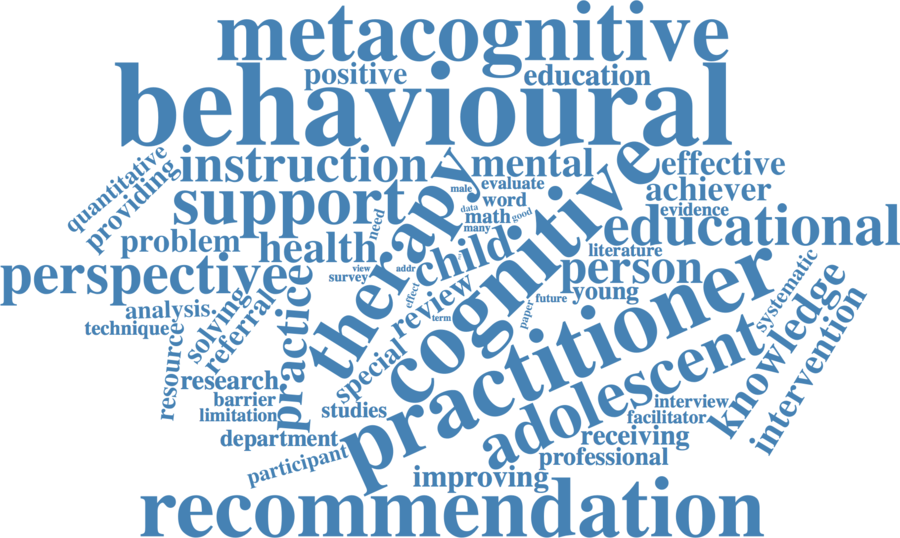 metacognitive
positive
education
behavioural
quantitative
providing
instruction
therapy
mental
cognitive
effective
male
evaluate
achiever
support
word
data
math
good
evidence
need
many
educational
problem
health
child
literature
perspective
view
addr
survey
person
practice
effect
review
term
paper
future
young
practitioner
systematic
knowledge
analysis
technique
solving
referral
resource
special
adolescent
intervention
research
barrier
limitation
studies
interview
facilitator
department
receiving
participant
professional
improving
recommendation